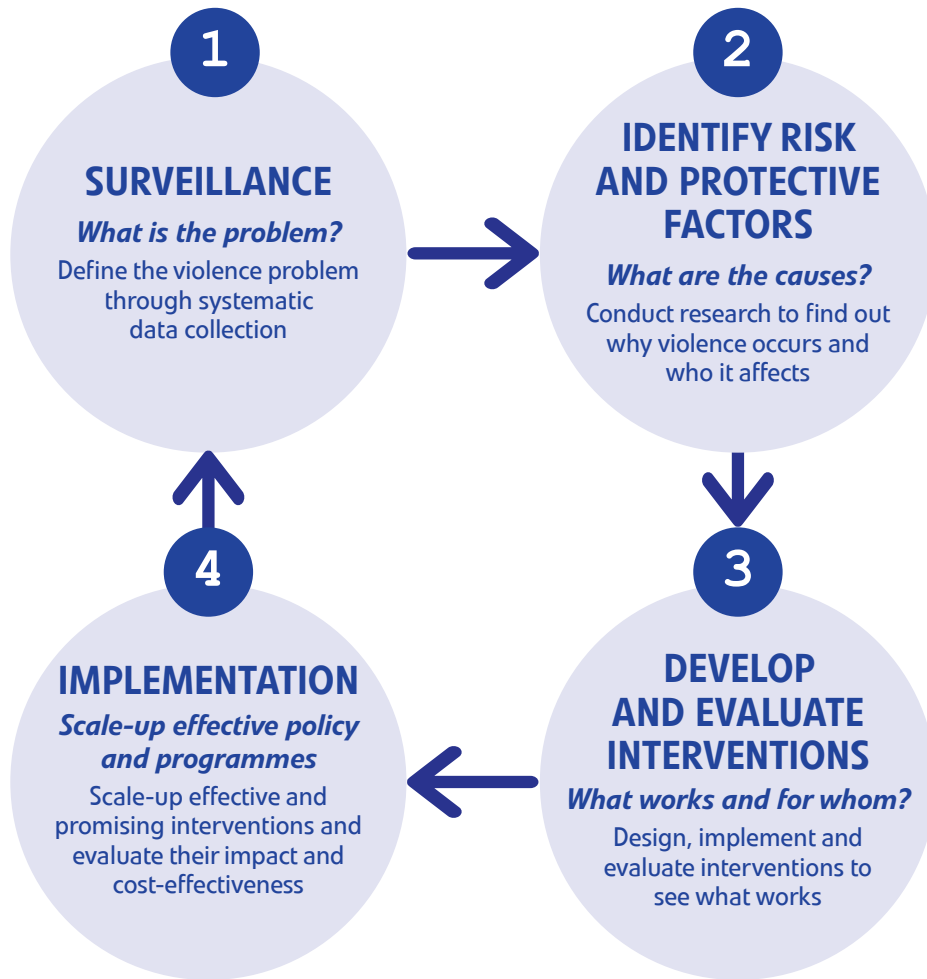 1
SURVEILLANCE
What is the problem?
Define the violence problem
through systematic
data collection
2
IDENTIFY RISK
AND PROTECTIVE
FACTORS
What are the causes?
Conduct research to find out
why violence occurs and
who it affects
3
DEVELOP
AND EVALUATE
INTERVENTIONS
What works and for whom?
Design, implement and
evaluate interventions to
see what works
4
IMPLEMENTATION
Scale-up effective policy
and programmes
Scale-up effective and
promising interventions and
evaluate their impact and
cost-effectiveness